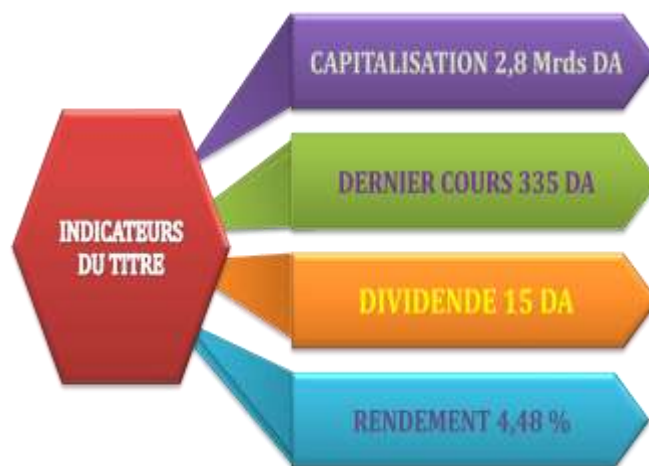 CAPITALISATION 2,8 Mrds DA
DERNIER COURS 335 DA
INDICATEURS
DU TITRE
DIVIDENDE 15 DA
RENDEMENT 4,48 %